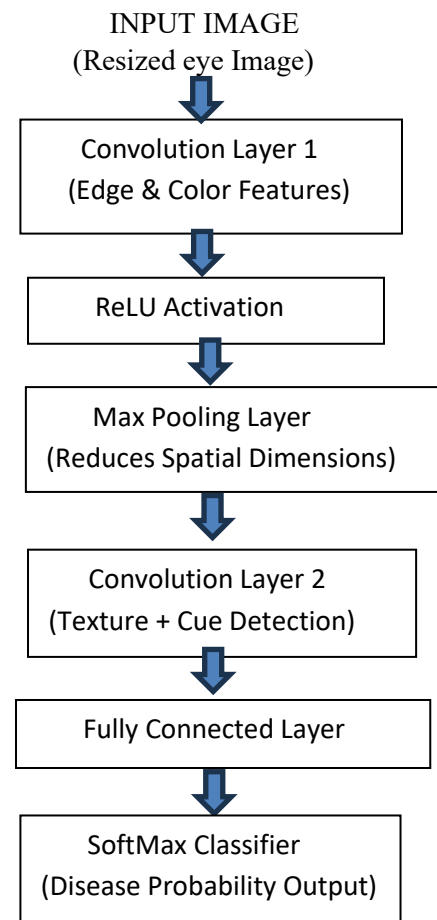 INPUT IMAGE
(Resized eye Image)
Convolution Layer 1
(Edge & Color Features)
ReLU Activation
Max Pooling Layer
(Reduces Spatial Dimensions)
Convolution Layer 2
(Texture + Cue Detection)
Fully Connected Layer
SoftMax Classifier
(Disease Probability Output)